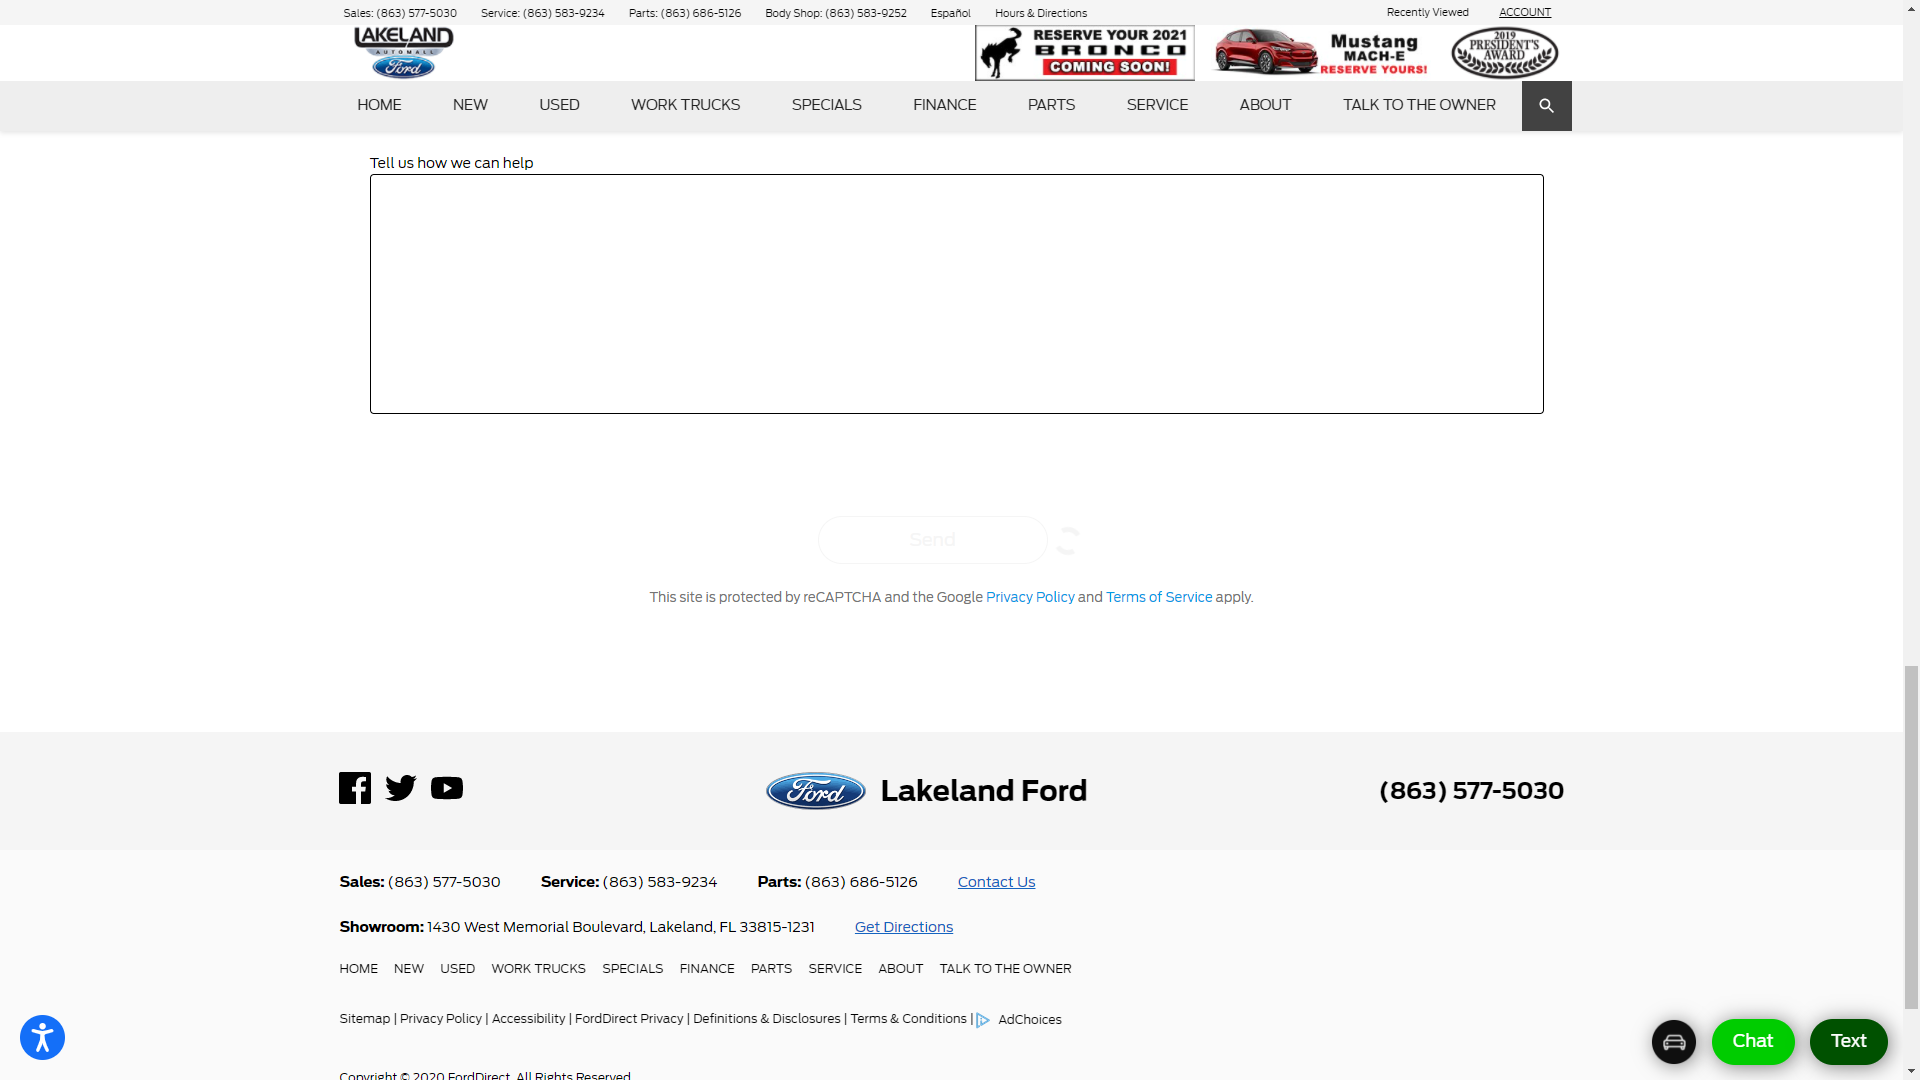 Sales: (863) 577-5030 Service: (863) 583-9234 Parts: (863) 686-5126 Body Shop: (863) 583-9252 Español Hours & Directions Recently Viewed ACCOUNT
LAKELAND
AUTOMALL
Ford
RESERVE YOUR 2021
BRONCO
COMING SOON!
Mustang
MACH-E
RESERVE YOURS!
2019
PRESIDENT'S
AWARD
HOME NEW USED WORK TRUCKS SPECIALS FINANCE PARTS SERVICE ABOUT TALK TO THE OWNER
Tell us how we can help
Send
This site is protected by reCAPTCHA and the Google Privacy Policy and Terms of Service apply.
Ford Lakeland Ford (863) 577-5030
Sales: (863) 577-5030 Service: (863) 583-9234 Parts: (863) 686-5126 Contact Us
Showroom: 1430 West Memorial Boulevard, Lakeland, FL 33815-1231 Get Directions
HOME NEW USED WORK TRUCKS SPECIALS FINANCE PARTS SERVICE ABOUT TALK TO THE OWNER
Sitemap | Privacy Policy | Accessibility | FordDirect Privacy | Definitions & Disclosures | Terms & Conditions | AdChoices
Chat Text
Copyright © 2020 FordDirect. All Rights Reserved.